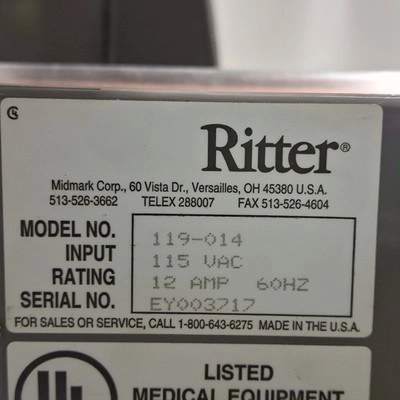 Ritter®
Midmark Corp., 60 Vista Dr., Versailles, OH 45380 U.S.A.
513-526-3662 TELEX 288007 FAX 513-526-4604
MODEL NO. 119-014
INPUT 115 VAC
RATING 12 AMP 60HZ
SERIAL NO. EY003717
FOR SALES OR SERVICE, CALL 1-800-643-6275 MADE IN THE U.S.A.
UL
LISTED
MEDICAL EQUIPMENT